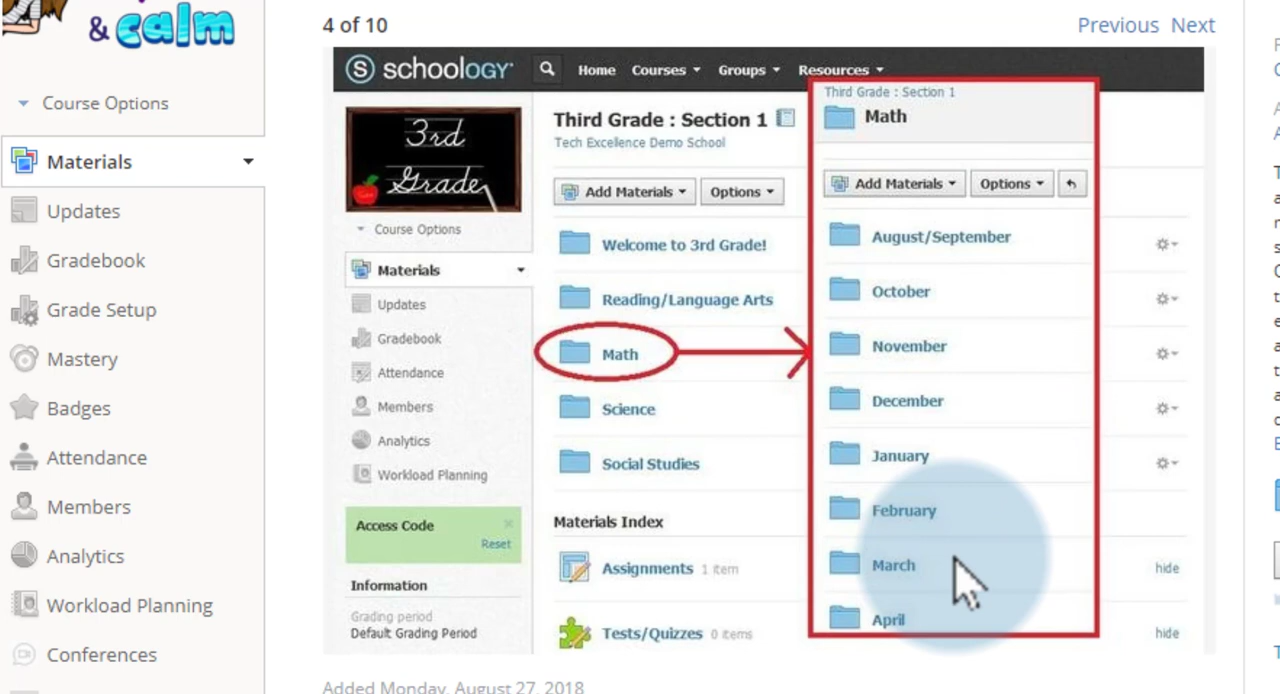 & calm
Course Options
Materials
Updates
Gradebook
Grade Setup
Mastery
Badges
Attendance
Members
Analytics
Workload Planning
Conferences
4 of 10
Previous Next
S schoology
Home Courses Groups Resources
3rd
Grade
Course Options
Materials
Updates
Gradebook
Attendance
Members
Analytics
Workload Planning
Access Code
Reset
Information
Grading period
Default Grading Period
Third Grade : Section 1
Tech Excellence Demo School
Add Materials Options
Welcome to 3rd Grade!
Reading/Language Arts
Math
Science
Social Studies
Materials Index
Assignments 1 item hide
Tests/Quizzes 0 items hide
Third Grade : Section 1
Math
Add Materials Options
August/September
October
November
December
January
February
March
April
Added Monday, August 27, 2018